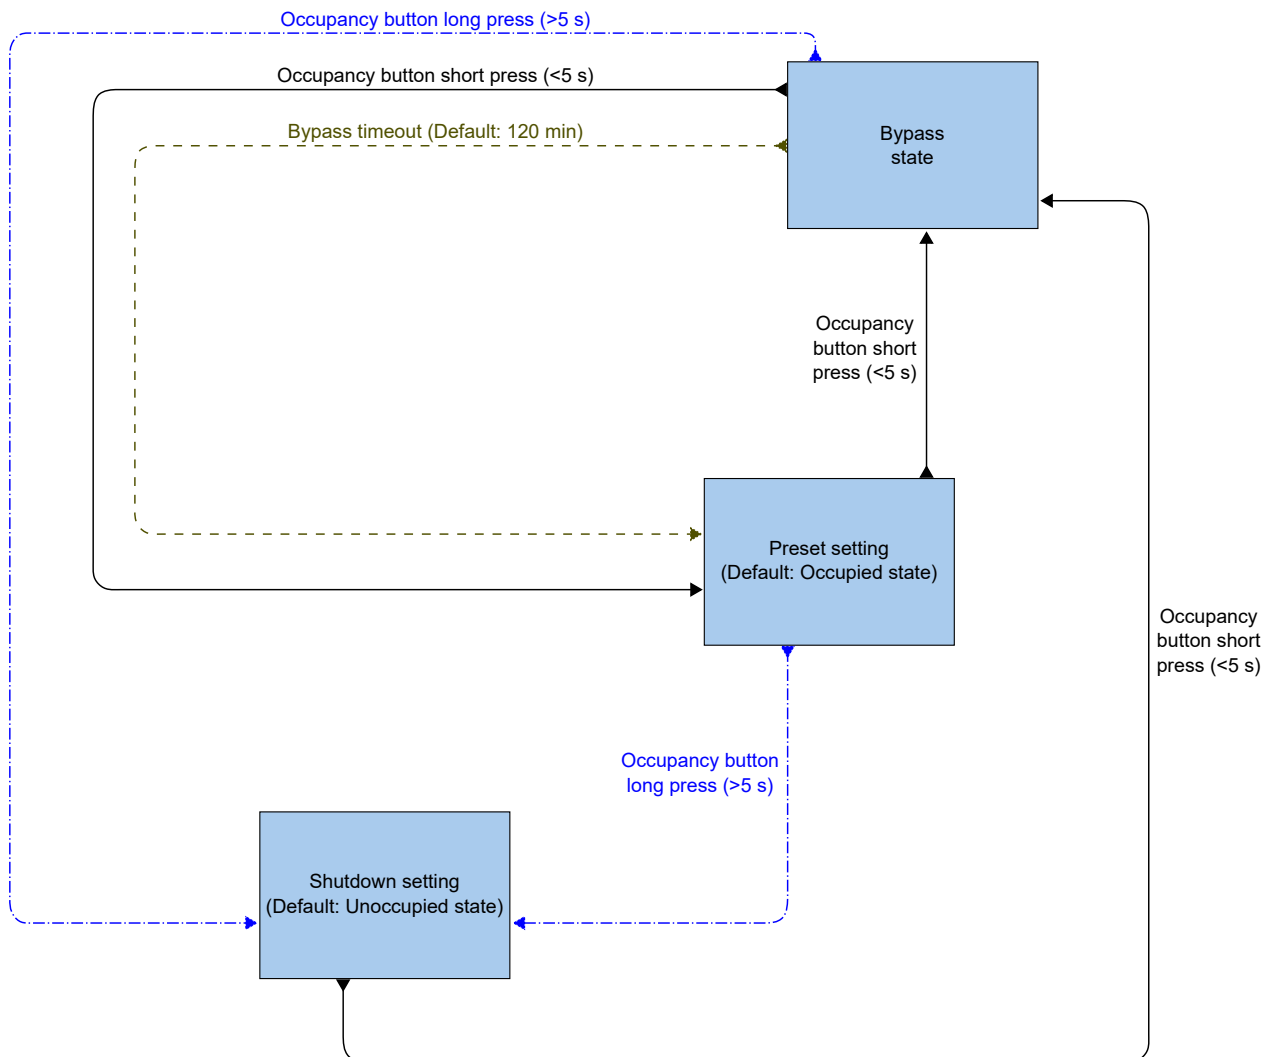 Occupancy button long press (>5 s)
Occupancy button short press (<5 s)
Bypass timeout (Default: 120 min)
Bypass
state
Occupancy
button short
press (<5 s)
Preset setting
(Default: Occupied state)
Occupancy
button short
press (<5 s)
Occupancy button
long press (>5 s)
Shutdown setting
(Default: Unoccupied state)